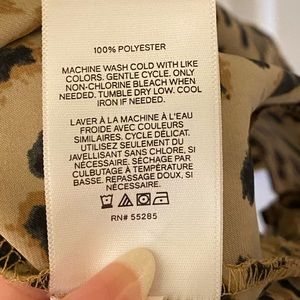 100% POLYESTER
MACHINE WASH COLD WITH LIKE
COLORS. GENTLE CYCLE. ONLY
NON-CHLORINE BLEACH WHEN
NEEDED. TUMBLE DRY LOW. COOL
IRON IF NEEDED.
LAVER À LA MACHINE À L'EAU
FROIDE AVEC COULEURS
SIMILAIRES. CYCLE DÉLICAT.
UTILISEZ SEULEMENT DU
JAVELLISANT SANS CHLORE, SI
NÉCESSAIRE. SÉCHAGE PAR
CULBUTAGE À TEMPÉRATURE
BASSE. REPASSAGE DOUX, SI
NÉCESSAIRE.
RN# 55285